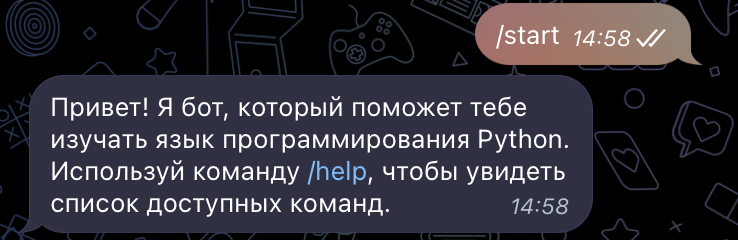 /start 14:58
Привет! Я бот, который поможет тебе
изучать язык программирования Python.
Используй команду /help, чтобы увидеть
список доступных команд. 14:58